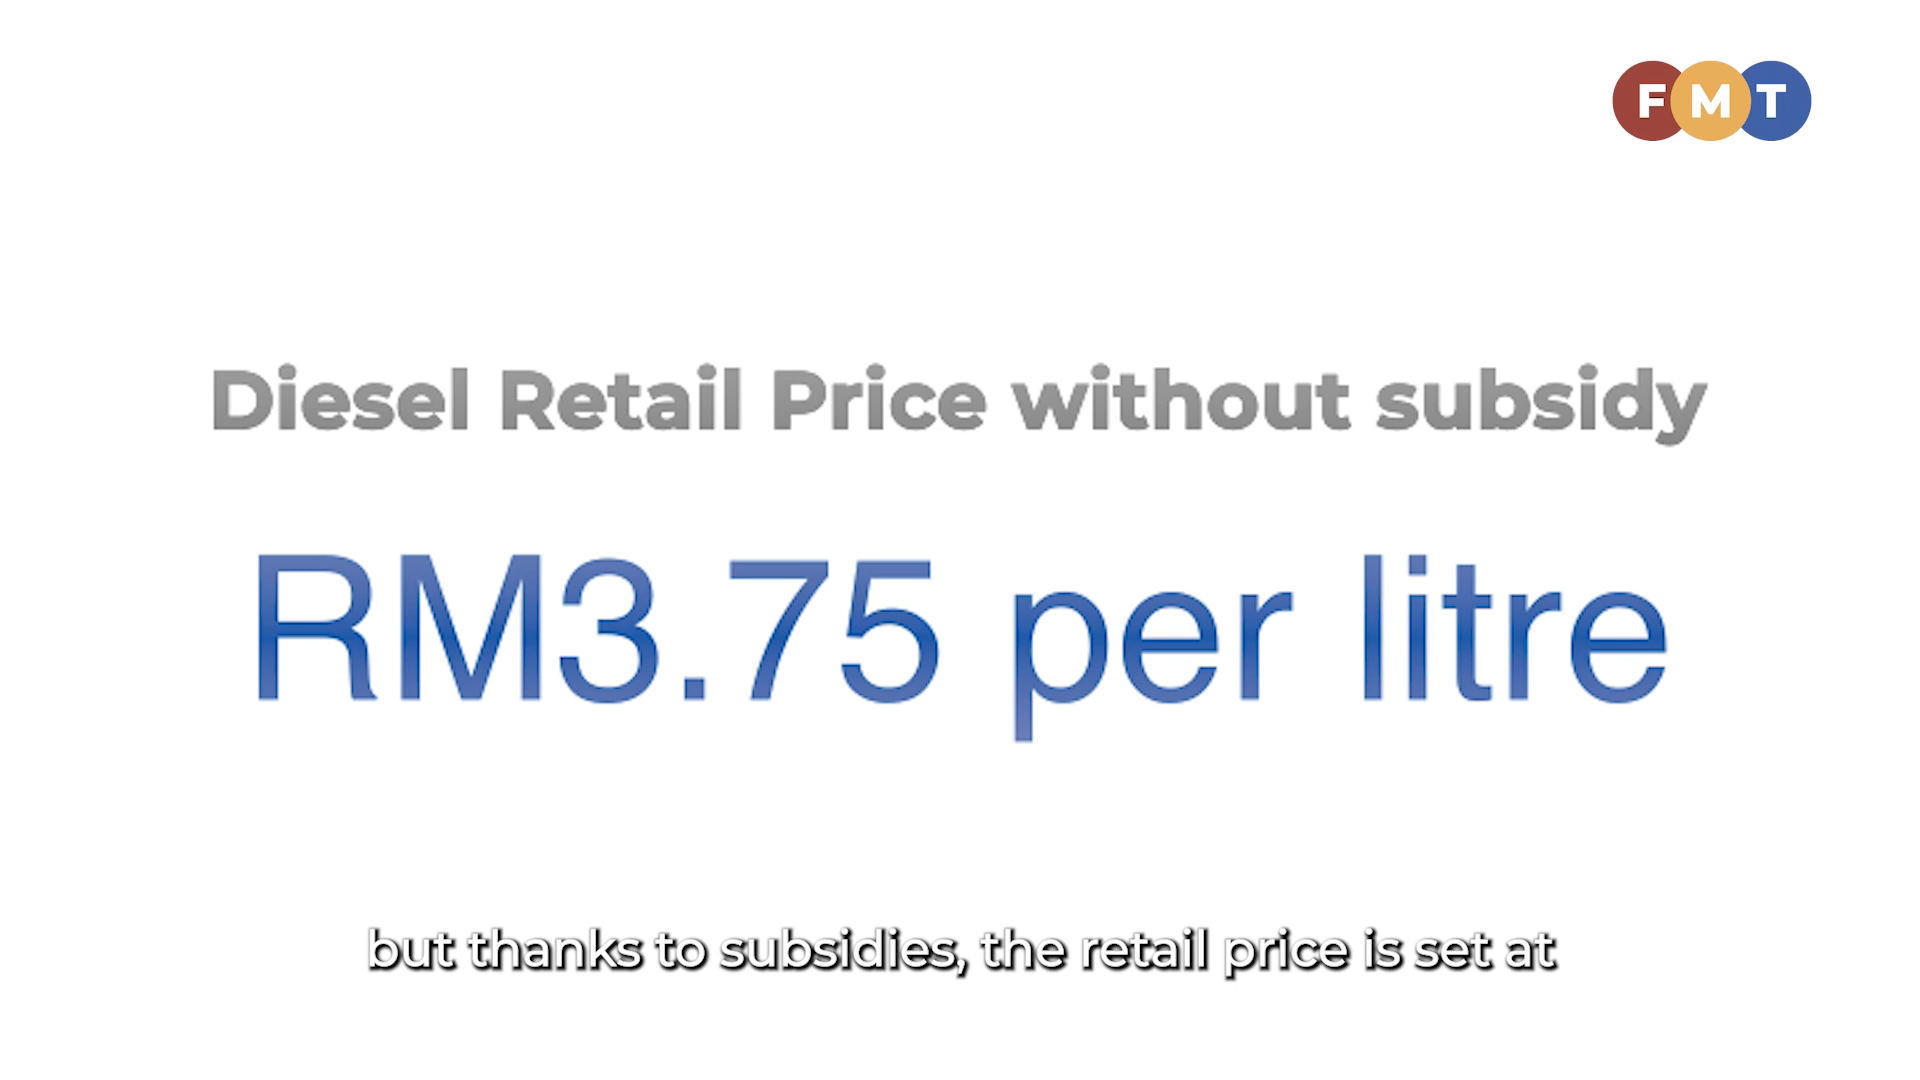 FMT
Diesel Retail Price without subsidy
RM3.75 per litre
but thanks to subsidies, the retail price is set at